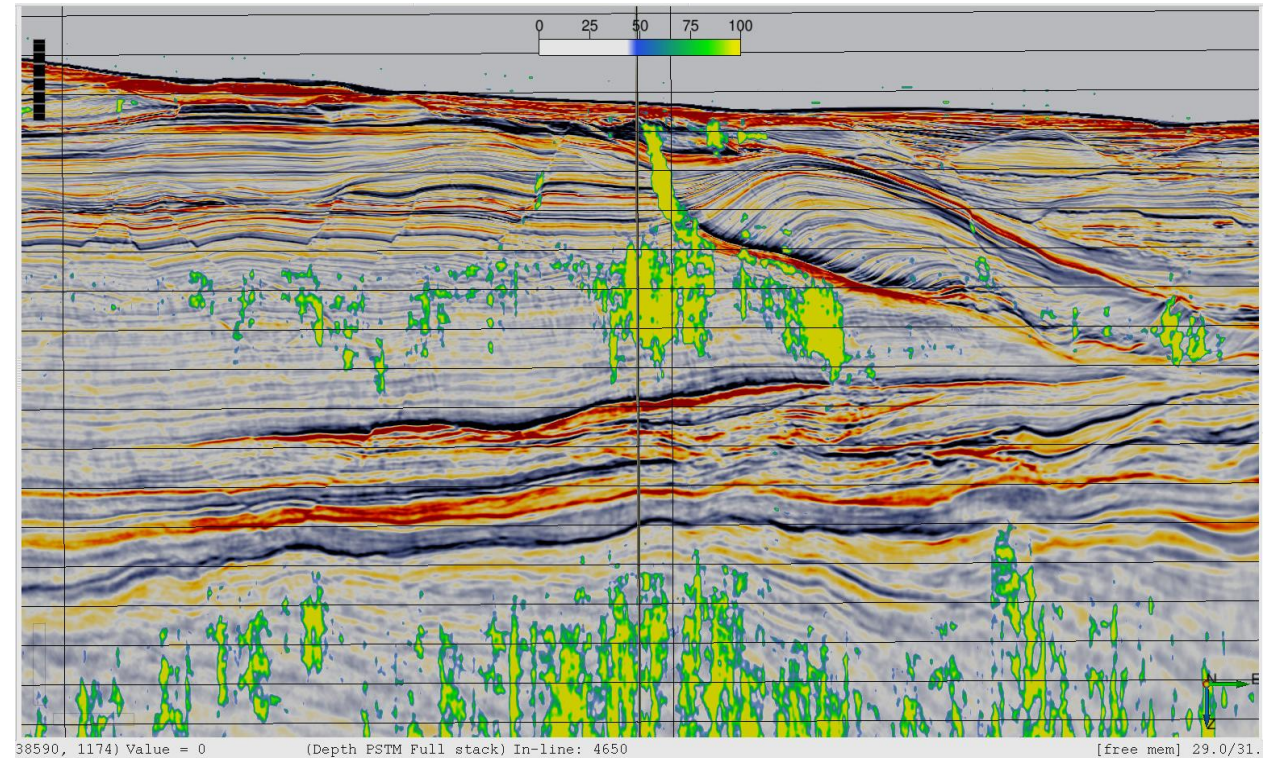 0 25 50 75 100
N
E
Z
38590, 1174) Value = 0 (Depth PSTM Full stack) In-line: 4650 [free mem] 29.0/31.